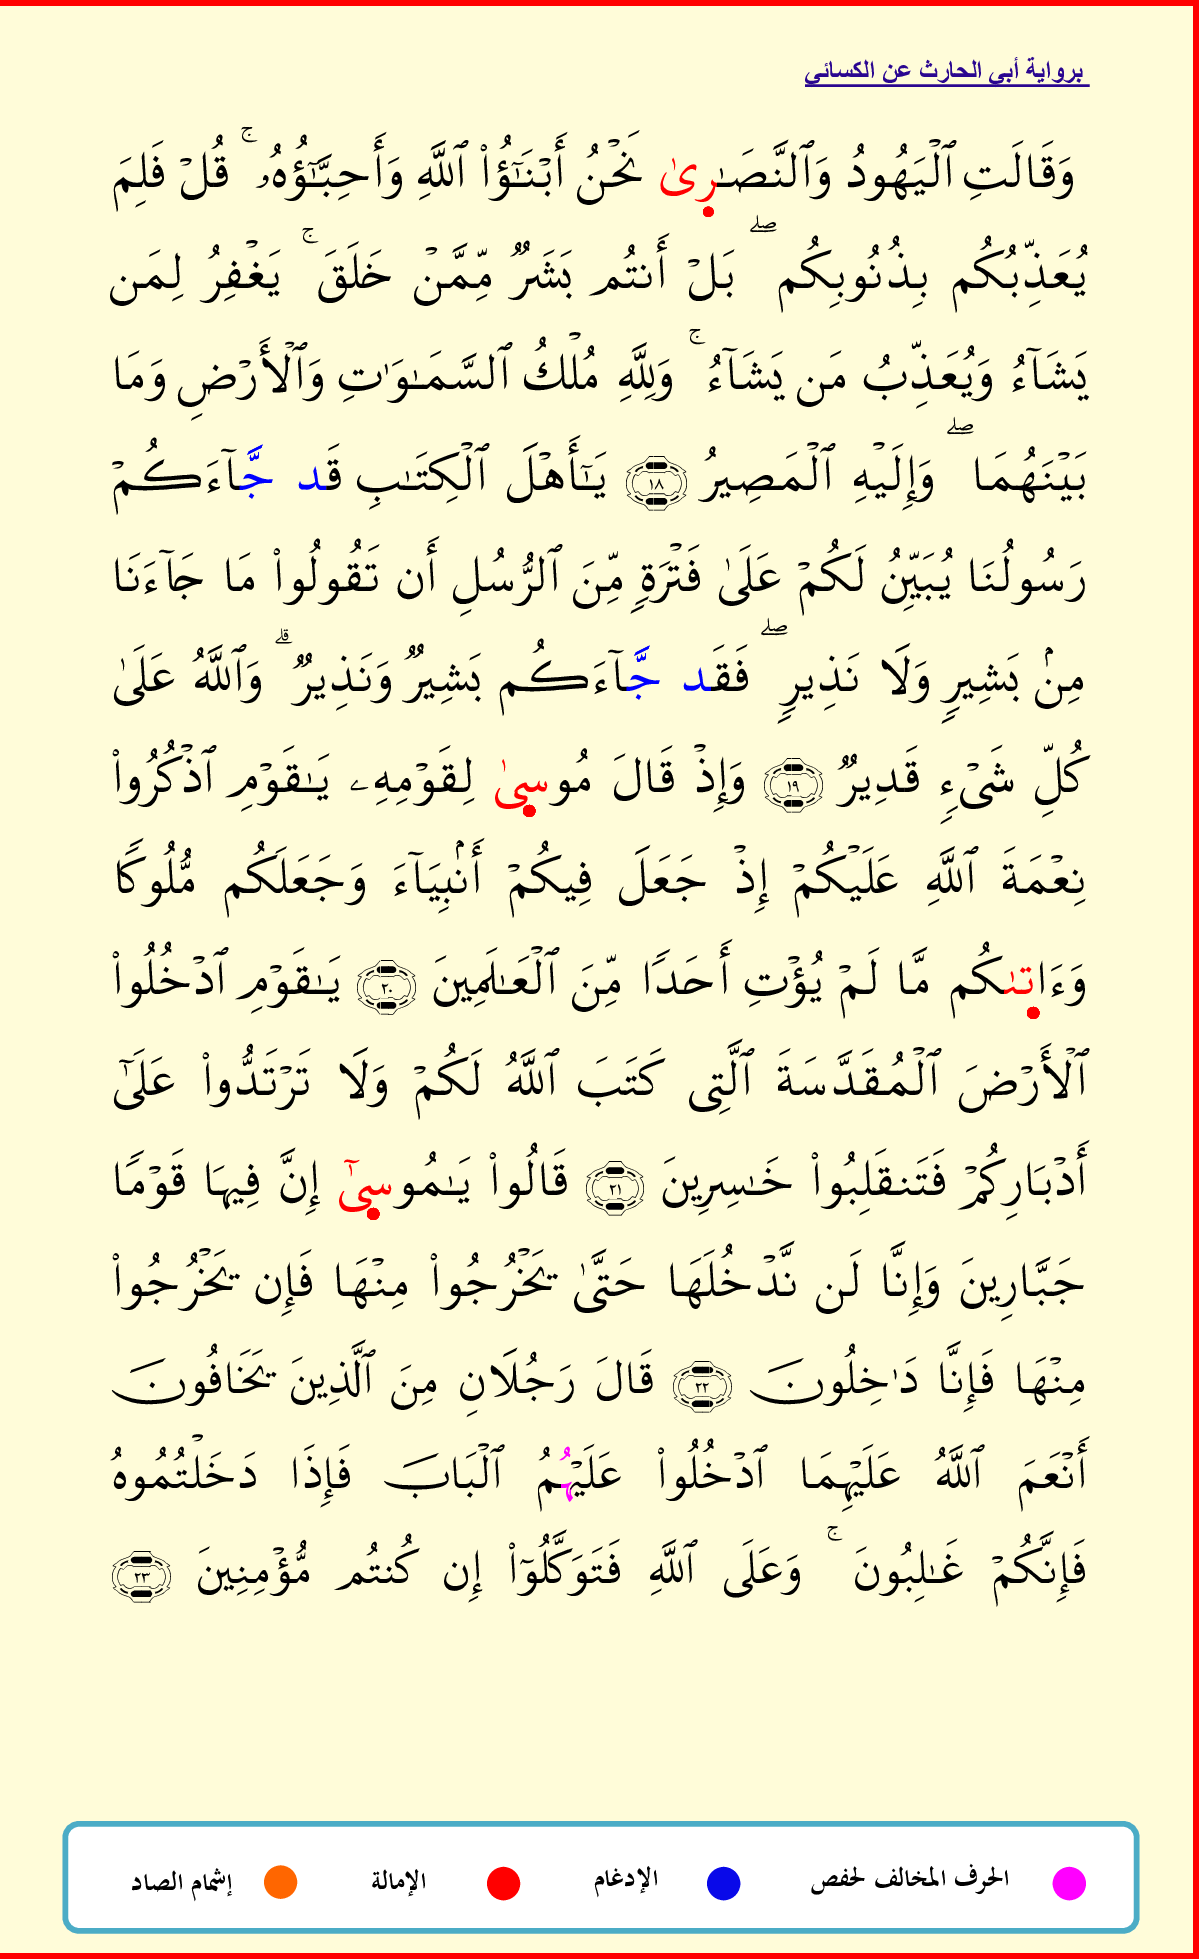 برواية أبي الحارث عن الكسائي
وَقَالَتِ ٱلْيَهُودُ وَٱلنَّصَـٰرِىٰ نَحْنُ أَبْنَـٰٓؤُا۟ ٱللَّهِ وَأَحِبَّـٰٓؤُهُۥ ۚ قُلْ فَلِمَ
يُعَذِّبُكُم بِذُنُوبِكُم ۖ بَلْ أَنتُم بَشَرٌ مِّمَّنْ خَلَقَ ۚ يَغْفِرُ لِمَن
يَشَآءُ وَيُعَذِّبُ مَن يَشَآءُ ۚ وَلِلَّهِ مُلْكُ ٱلسَّمَـٰوَٰتِ وَٱلْأَرْضِ وَمَا
بَيْنَهُمَا ۖ وَإِلَيْهِ ٱلْمَصِيرُ ١٨ يَـٰٓأَهْلَ ٱلْكِتَـٰبِ قَد جَّآءَكُمْ
رَسُولُنَا يُبَيِّنُ لَكُمْ عَلَىٰ فَتْرَةٍ مِّنَ ٱلرُّسُلِ أَن تَقُولُوا۟ مَا جَآءَنَا
مِنۢ بَشِيرٍ وَلَا نَذِيرٍ ۖ فَقَد جَّآءَكُم بَشِيرٌ وَنَذِيرٌ ۗ وَٱللَّهُ عَلَىٰ
كُلِّ شَىْءٍ قَدِيرٌ ١٩ وَإِذْ قَالَ مُوسِىٰ لِقَوْمِهِۦ يَـٰقَوْمِ ٱذْكُرُوا۟
نِعْمَةَ ٱللَّهِ عَلَيْكُمْ إِذْ جَعَلَ فِيكُمْ أَنۢبِيَآءَ وَجَعَلَكُم مُّلُوكًا
وَءَاتِىٰكُم مَّا لَمْ يُؤْتِ أَحَدًا مِّنَ ٱلْعَـٰلَمِينَ ٢٠ يَـٰقَوْمِ ٱدْخُلُوا۟
ٱلْأَرْضَ ٱلْمُقَدَّسَةَ ٱلَّتِى كَتَبَ ٱللَّهُ لَكُمْ وَلَا تَرْتَدُّوا۟ عَلَىٰٓ
أَدْبَارِكُمْ فَتَنقَلِبُوا۟ خَـٰسِرِينَ ٢١ قَالُوا۟ يَـٰمُوسِىٰٓ إِنَّ فِيهَا قَوْمًا
جَبَّارِينَ وَإِنَّا لَن نَّدْخُلَهَا حَتَّىٰ يَخْرُجُوا۟ مِنْهَا فَإِن يَخْرُجُوا۟
مِنْهَا فَإِنَّا دَٰخِلُونَ ٢٢ قَالَ رَجُلَانِ مِنَ ٱلَّذِينَ يَخَافُونَ
أَنْعَمَ ٱللَّهُ عَلَيْهِمَا ٱدْخُلُوا۟ عَلَيْهُمُ ٱلْبَابَ فَإِذَا دَخَلْتُمُوهُ
فَإِنَّكُمْ غَـٰلِبُونَ ۚ وَعَلَى ٱللَّهِ فَتَوَكَّلُوٓا۟ إِن كُنتُم مُّؤْمِنِينَ ٢٣
الحرف المخالف لحفص الإدغام الإمالة إشمام الصاد